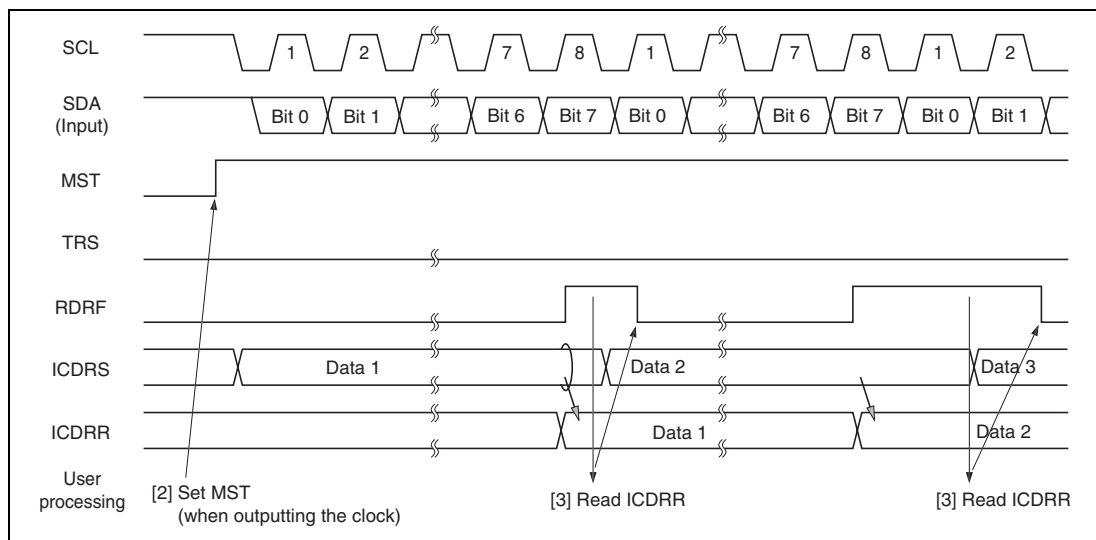 SCL 1 2 7 8 1 7 8 1 2
SDA
(Input)
Bit 0 Bit 1 Bit 6 Bit 7 Bit 0 Bit 6 Bit 7 Bit 0 Bit 1
MST
TRS
RDRF
ICDRS Data 1 Data 2 Data 3
ICDRR Data 1 Data 2
User
processing
[2] Set MST
(when outputting the clock)
[3] Read ICDRR
[3] Read ICDRR